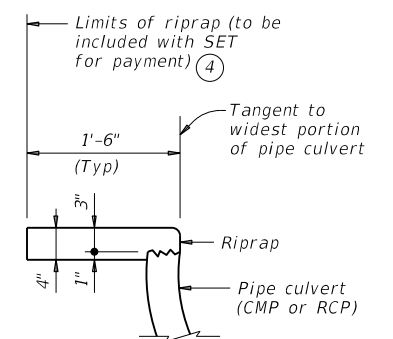 Limits of riprap (to be
included with SET
for payment) 4
Tangent to
widest portion
of pipe culvert
1'-6"
(Typ)
3"
Riprap
4"
1"
Pipe culvert
(CMP or RCP)